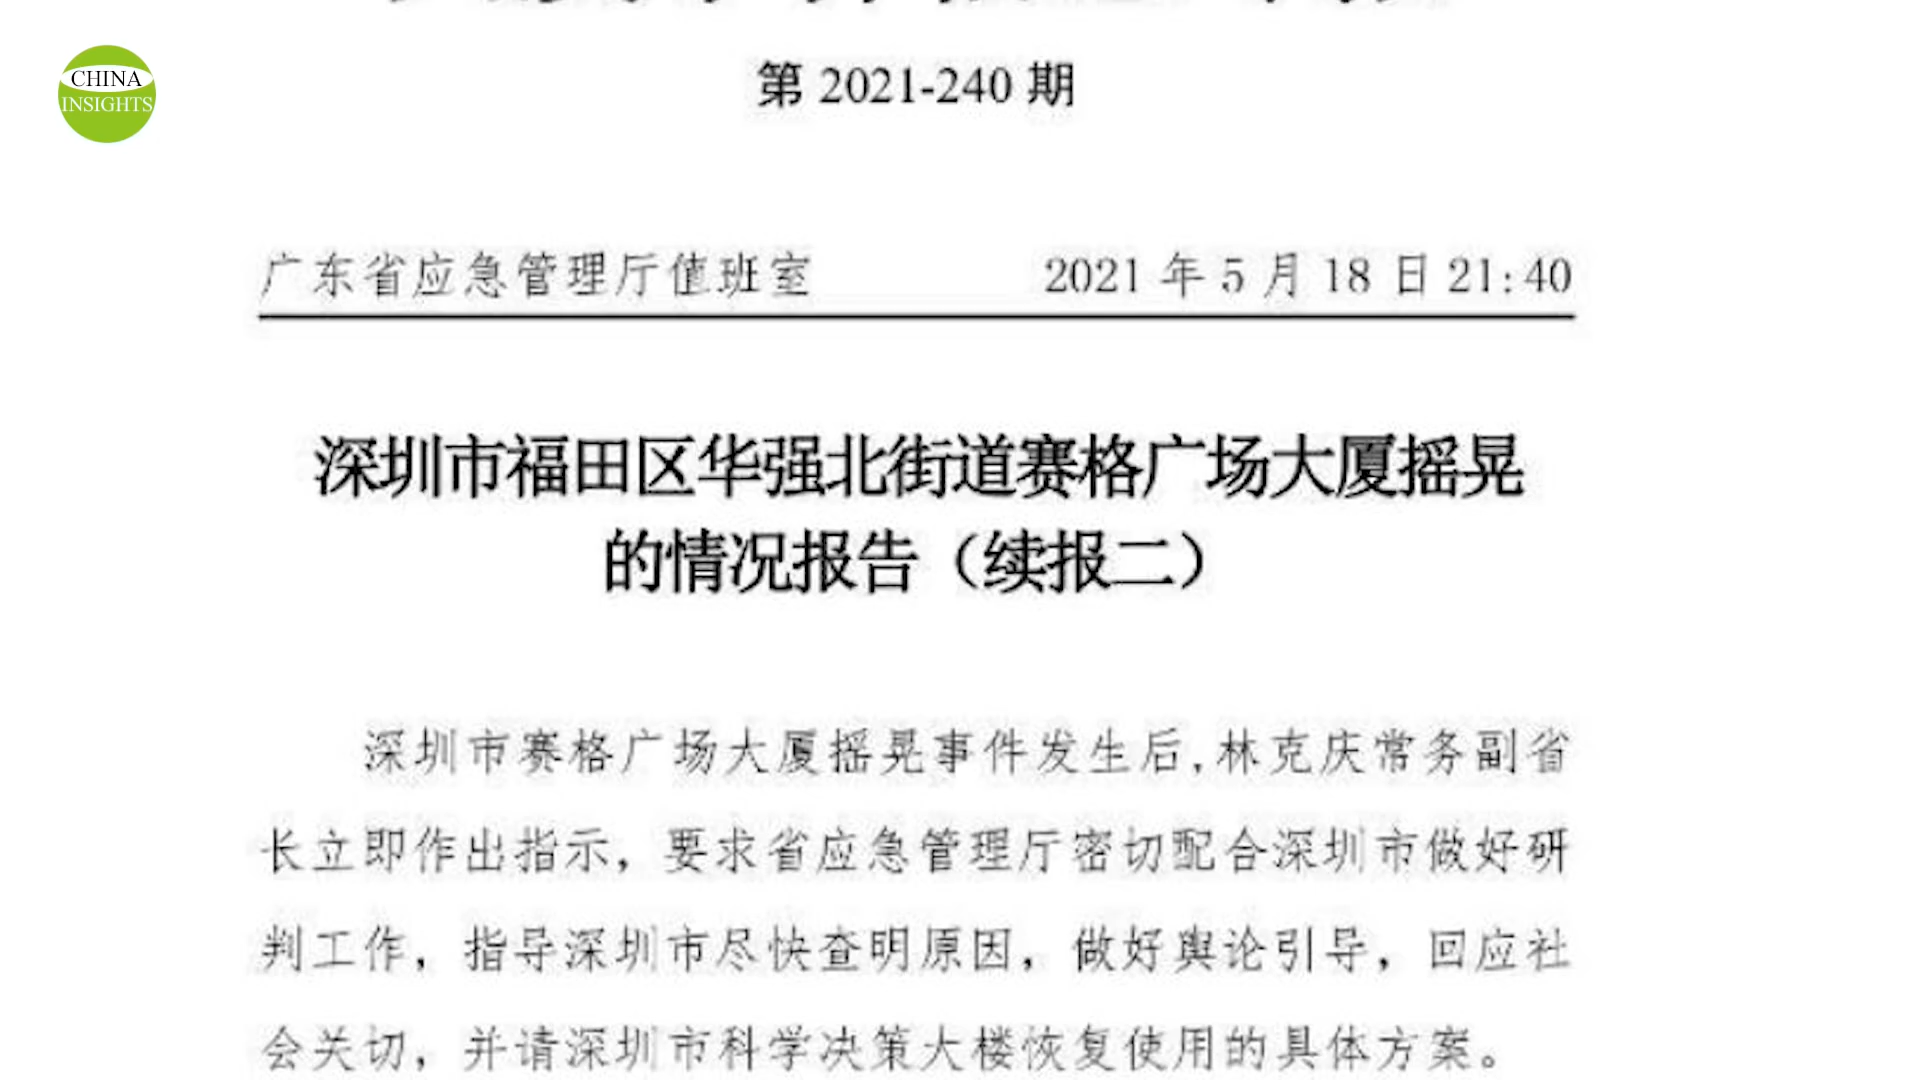 CHINA
INSIGHTS
第 2021-240 期
广东省应急管理厅值班室 2021 年 5 月 18 日 21:40
深圳市福田区华强北街道赛格广场大厦摇晃
的情况报告（续报二）
深圳市赛格广场大厦摇晃事件发生后,林克庆常务副省
长立即作出指示，要求省应急管理厅密切配合深圳市做好研
判工作，指导深圳市尽快查明原因，做好舆论引导，回应社
会关切，并请深圳市科学决策大楼恢复使用的具体方案。